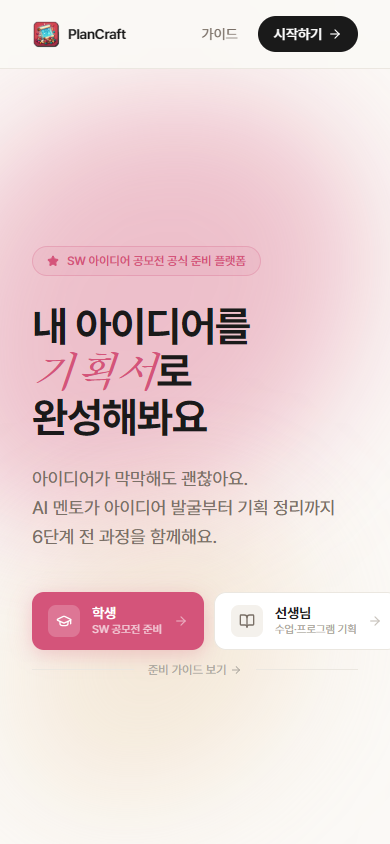 PlanCraft
가이드
시작하기 →
SW 아이디어 공모전 공식 준비 플랫폼
내 아이디어를
기획서로
완성해봐요
아이디어가 막막해도 괜찮아요.
AI 멘토가 아이디어 발굴부터 기획 정리까지
6단계 전 과정을 함께해요.
학생
SW 공모전 준비
선생님
수업·프로그램 기획
준비 가이드 보기 →